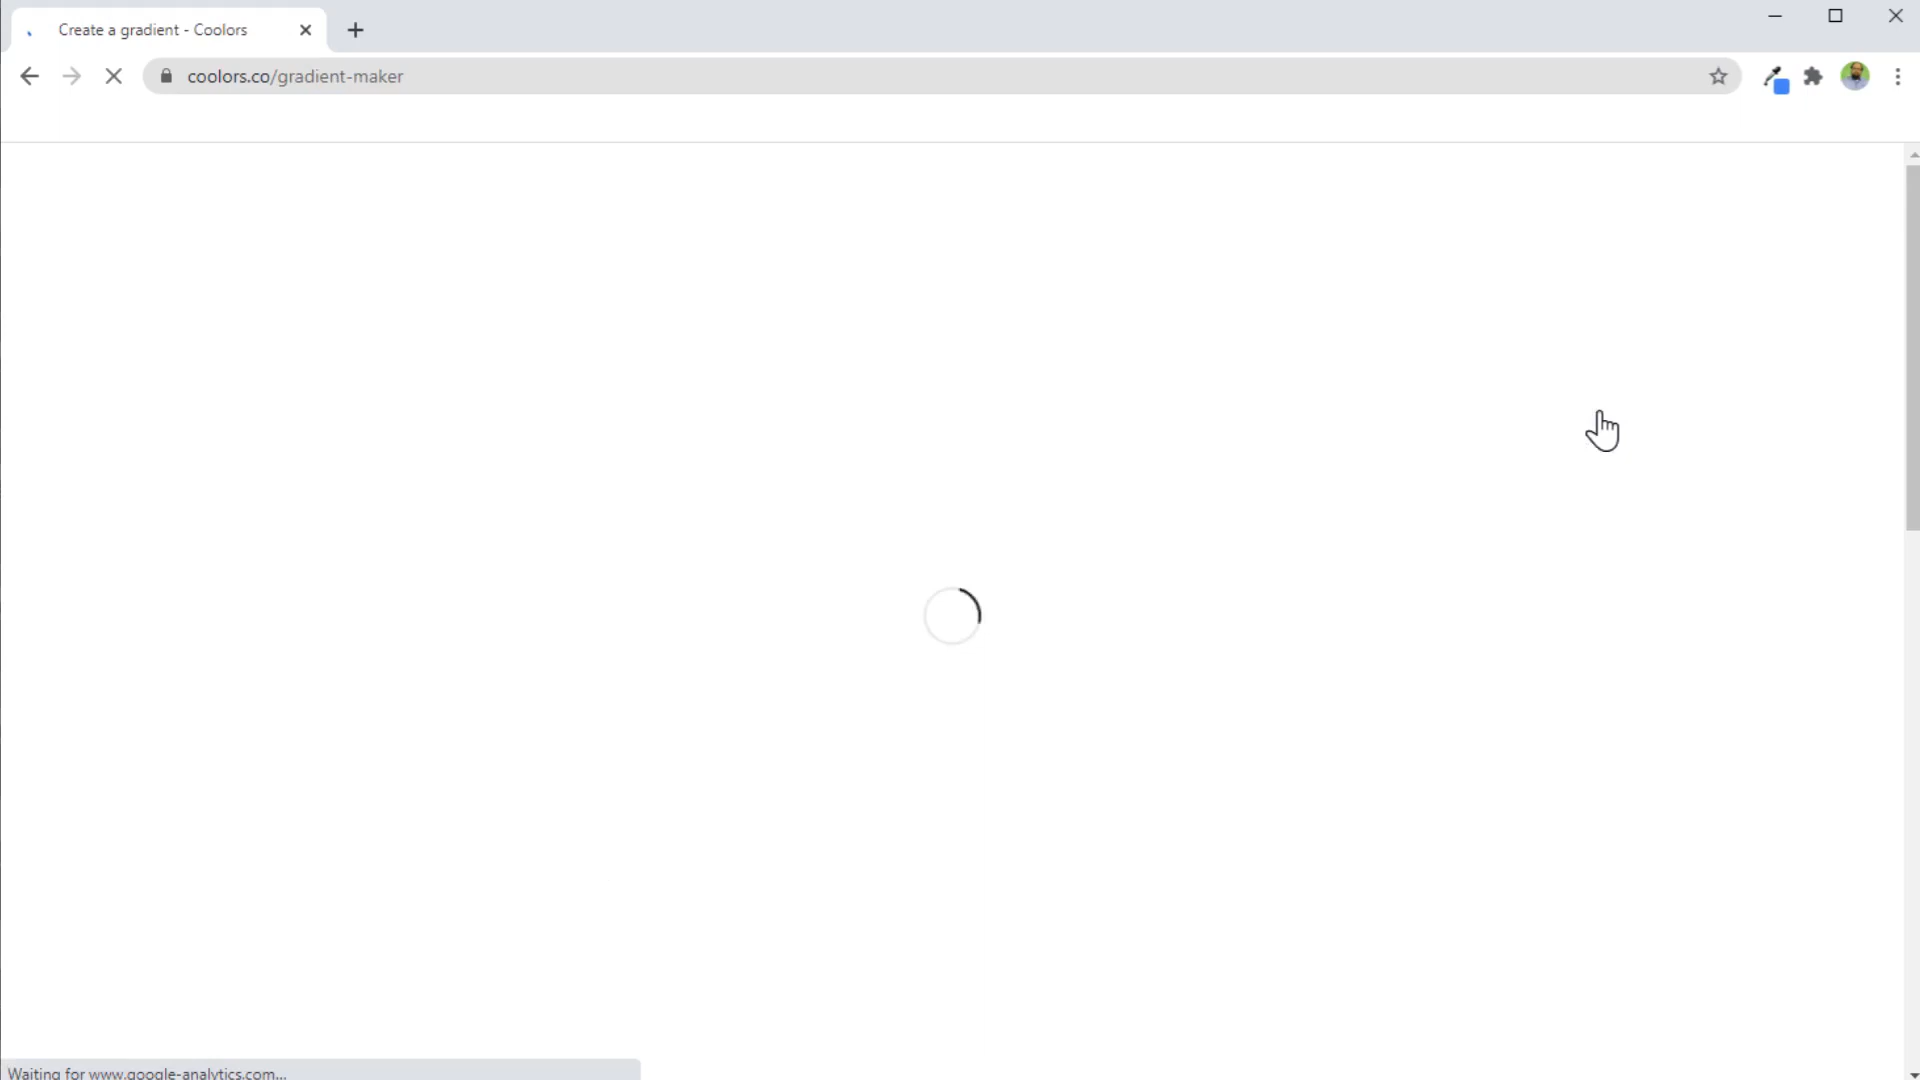 Create a gradient - Coolors
coolors.co/gradient-maker
Waiting for www.google-analytics.com...